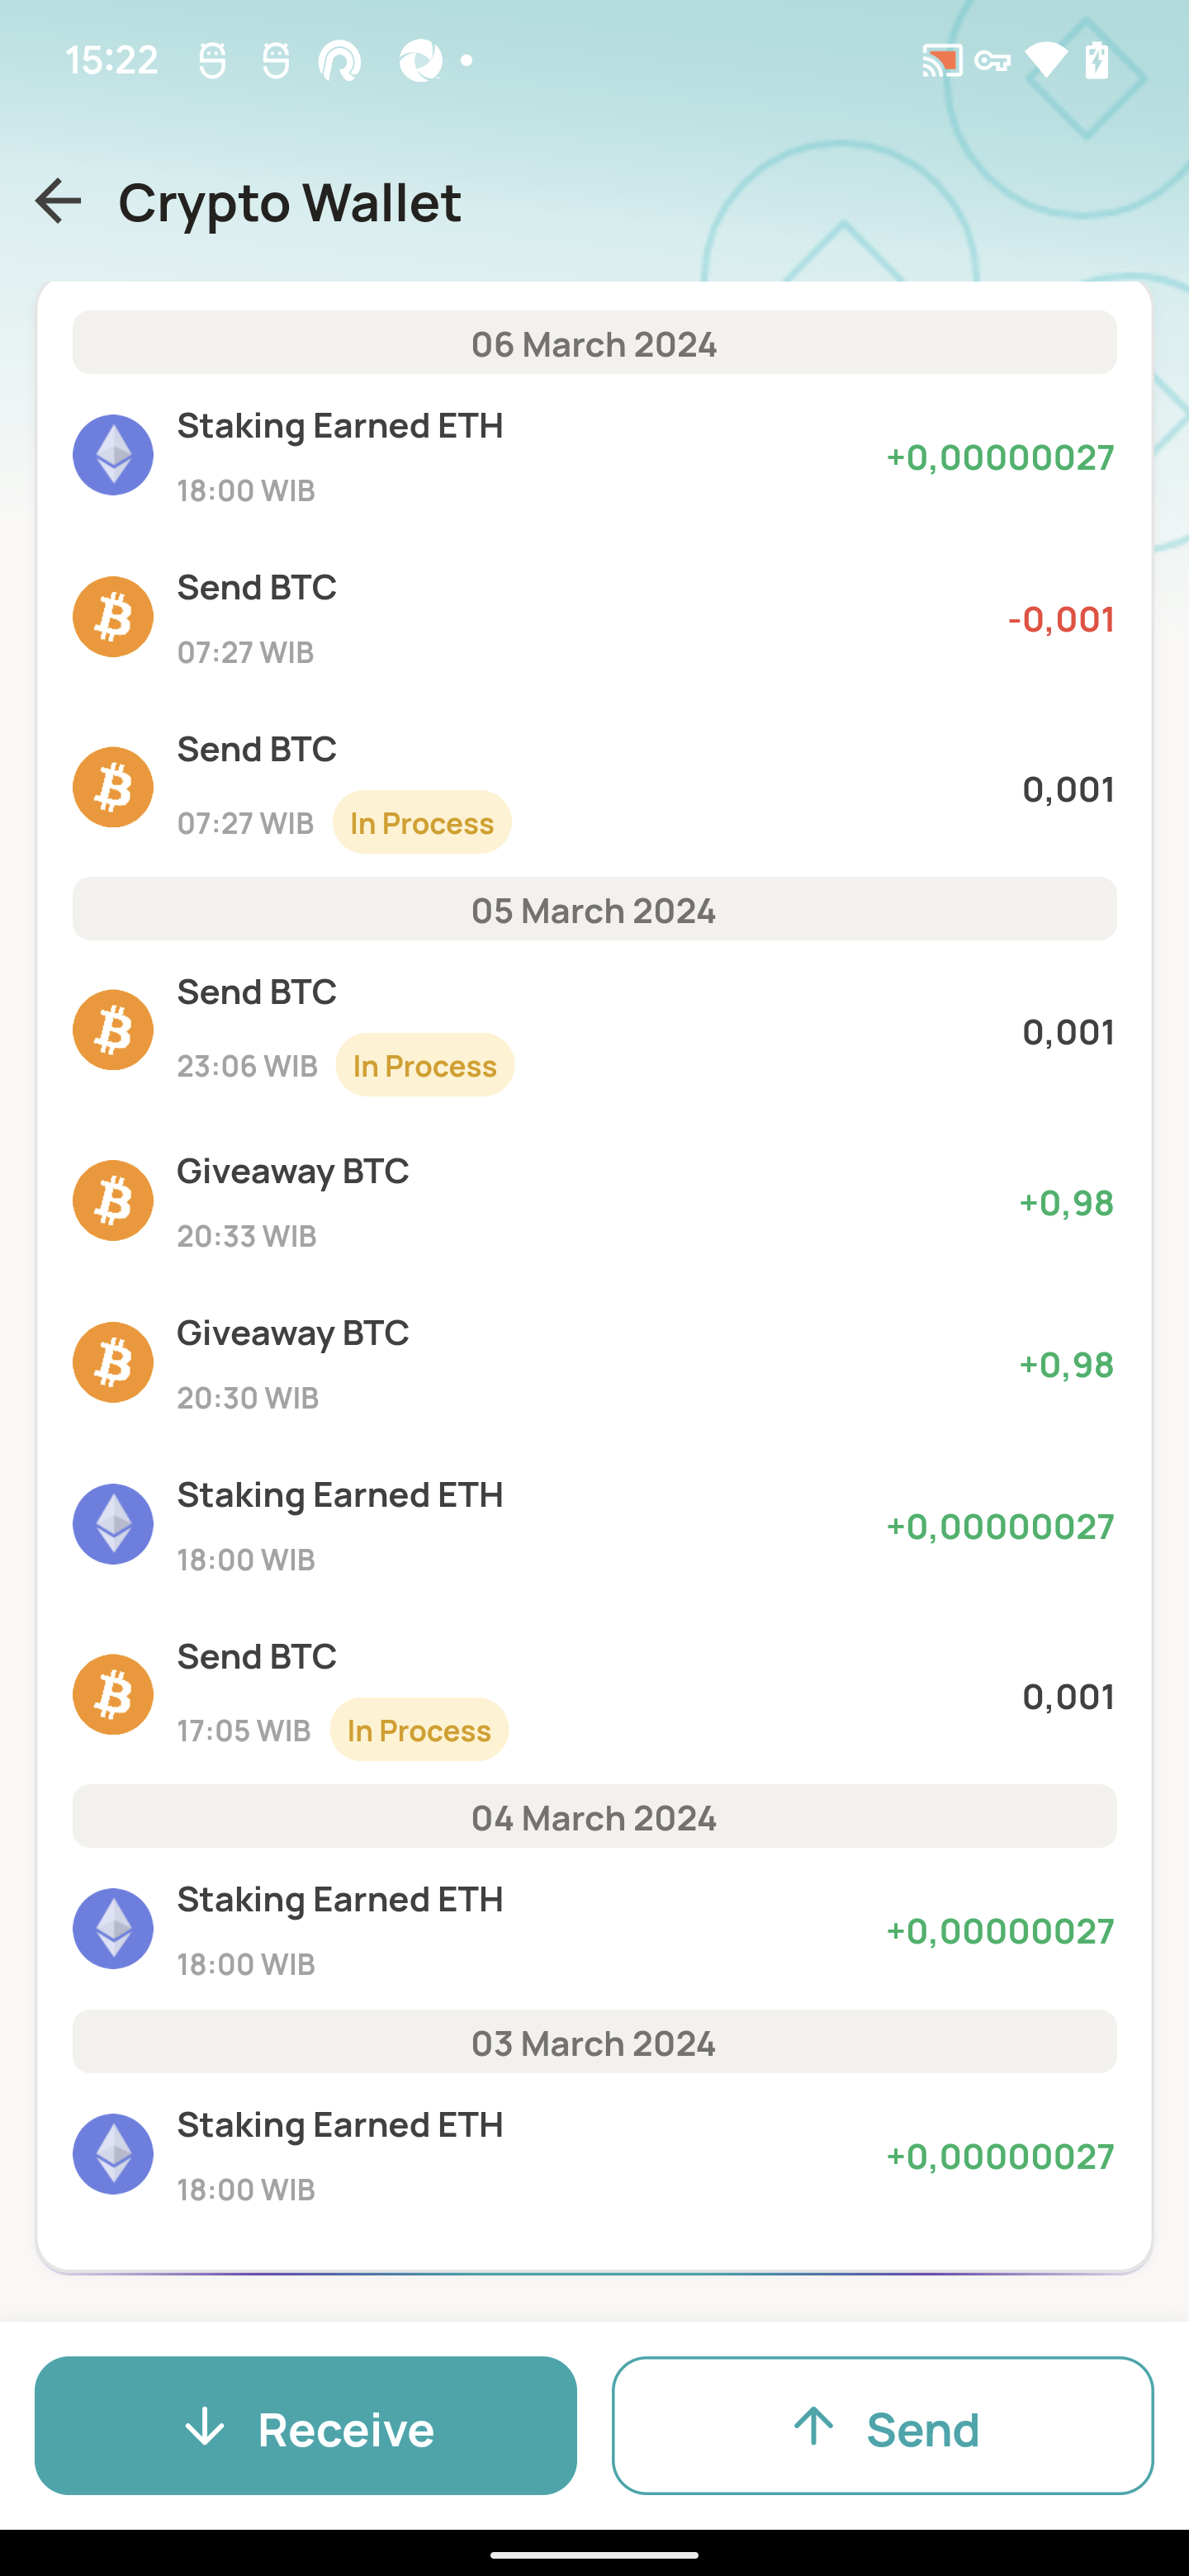 15:22
Crypto Wallet
06 March 2024
Staking Earned ETH
+0,00000027
18:00 WIB
Send BTC
-0,001
07:27 WIB
Send BTC
0,001
07:27 WIB In Process
05 March 2024
Send BTC
0,001
23:06 WIB In Process
Giveaway BTC
+0,98
20:33 WIB
Giveaway BTC
+0,98
20:30 WIB
Staking Earned ETH
+0,00000027
18:00 WIB
Send BTC
0,001
17:05 WIB In Process
04 March 2024
Staking Earned ETH
+0,00000027
18:00 WIB
03 March 2024
Staking Earned ETH
+0,00000027
18:00 WIB
Receive Send